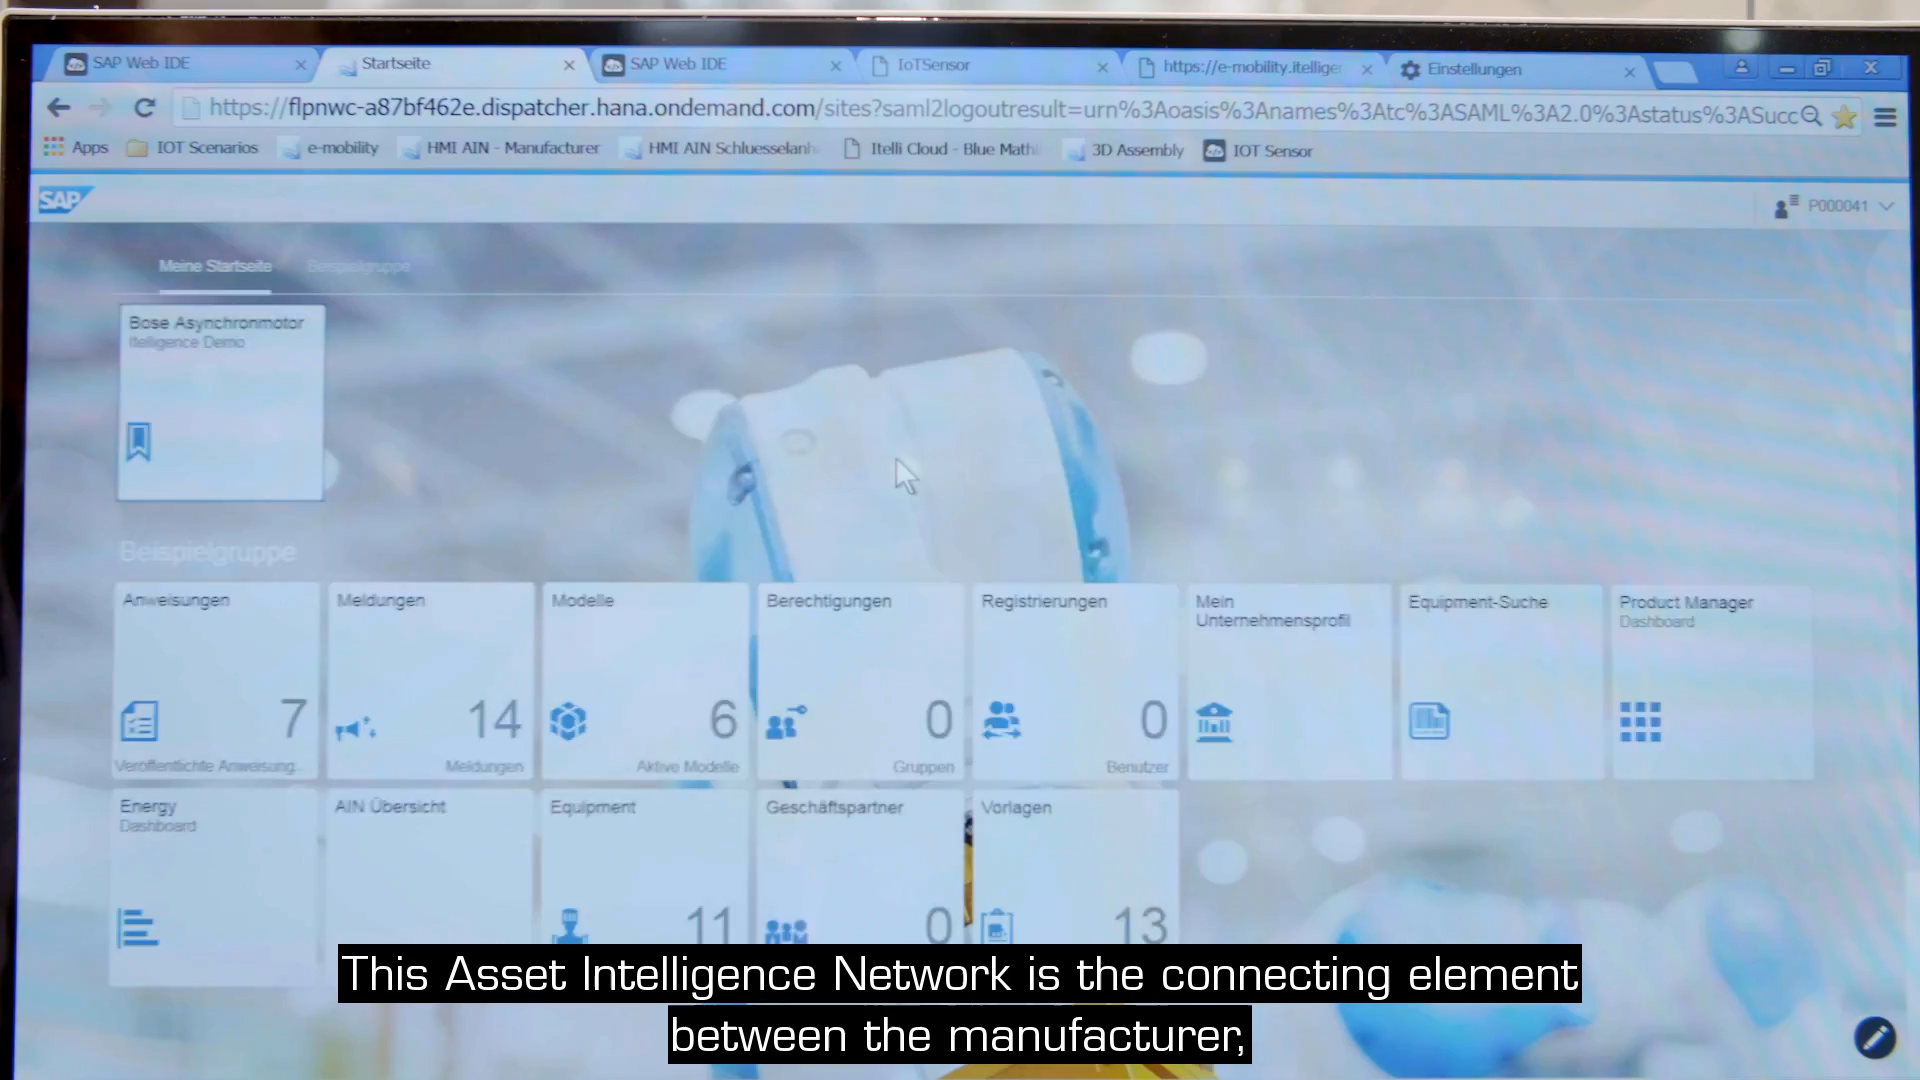 SAP Web IDE
Startseite
SAP Web IDE
IoTSensor
https://e-mobility.itellige
Einstellungen
https://flpnwc-a87bf462e.dispatcher.hana.ondemand.com/sites?saml2logoutresult=urn%3Aoasis%3Anames%3Atc%3ASAML%3A2.0%3Astatus%3ASucc
Apps
IOT Scenarios
e-mobility
HMI AIN - Manufacturer
HMI AIN Schluesselanh
Itelli Cloud - Blue Math
3D Assembly
IOT Sensor
SAP
P000041
Meine Startseite
Beispielgruppe
Bose Asynchronmotor
Itelligence Demo
Beispielgruppe
Anweisungen
7
Veröffentlichte Anweisung...
Meldungen
14
Meldungen
Modelle
6
Aktive Modelle
Berechtigungen
0
Gruppen
Registrierungen
0
Benutzer
Mein
Unternehmensprofil
Equipment-Suche
Product Manager
Dashboard
Energy
Dashboard
AIN Übersicht
Equipment
11
Geschäftspartner
0
Vorlagen
13
This Asset Intelligence Network is the connecting element
between the manufacturer,